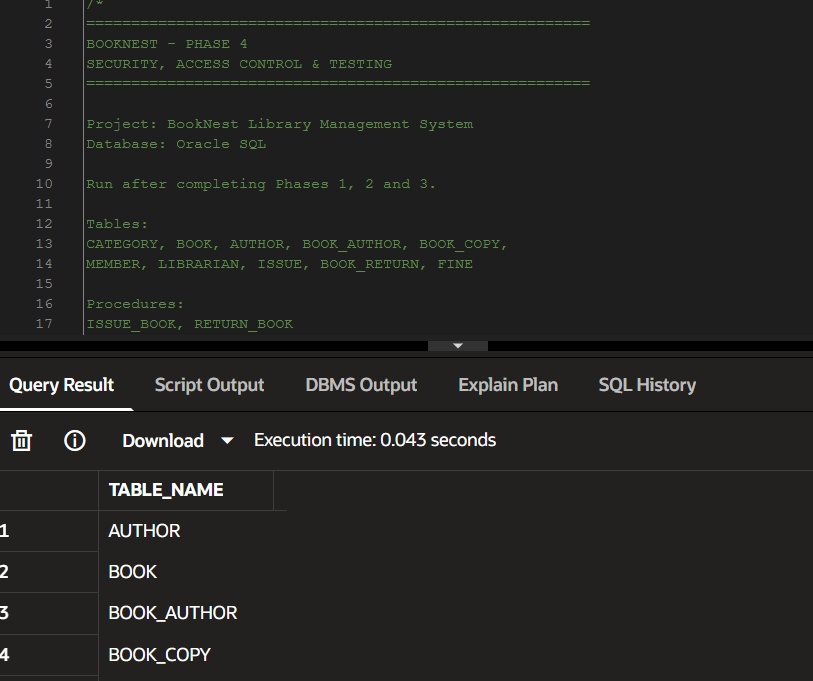 1 /*
2 ========================================================
3 BOOKNEST - PHASE 4
4 SECURITY, ACCESS CONTROL & TESTING
5 ========================================================
6
7 Project: BookNest Library Management System
8 Database: Oracle SQL
9
10 Run after completing Phases 1, 2 and 3.
11
12 Tables:
13 CATEGORY, BOOK, AUTHOR, BOOK_AUTHOR, BOOK_COPY,
14 MEMBER, LIBRARIAN, ISSUE, BOOK_RETURN, FINE
15
16 Procedures:
17 ISSUE_BOOK, RETURN_BOOK
Query Result Script Output DBMS Output Explain Plan SQL History
Download Execution time: 0.043 seconds
TABLE_NAME
1 AUTHOR
2 BOOK
3 BOOK_AUTHOR
4 BOOK_COPY